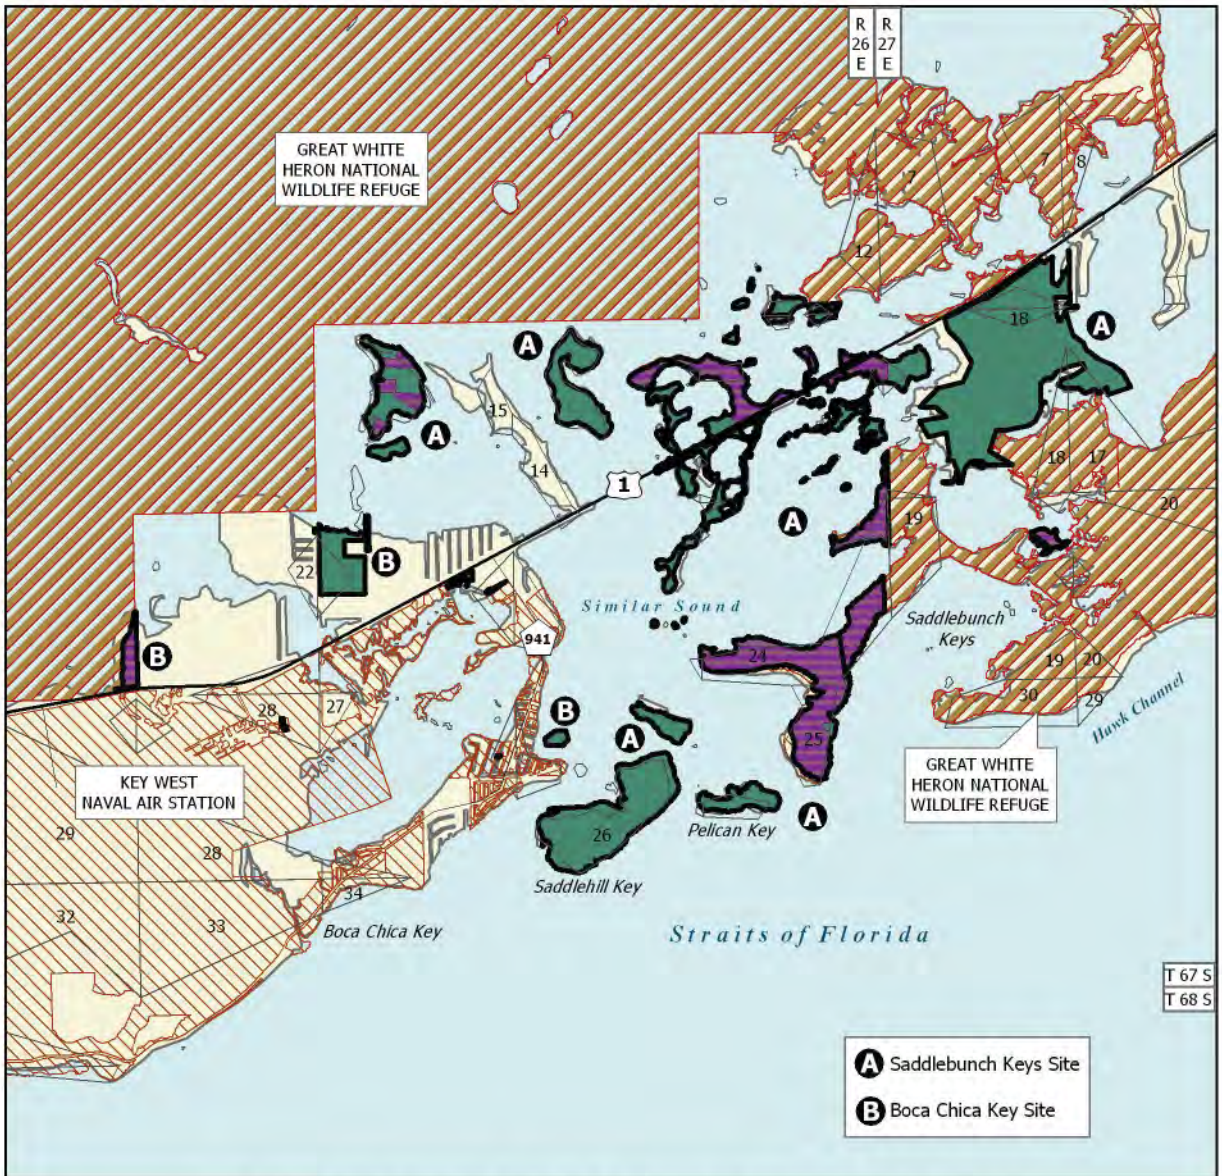 R
26
E
R
27
E
GREAT WHITE
HERON NATIONAL
WILDLIFE REFUGE
7
8
7
12
18
A
A
15
A
14
1
18
17
20
A
19
22
B
Similar Sound
Saddlebunch
Keys
941
B
24
19
20
30
29
Hawk Channel
28
27
B
A
25
KEY WEST
NAVAL AIR STATION
GREAT WHITE
HERON NATIONAL
WILDLIFE REFUGE
29
26
Pelican Key
A
28
Saddlehill Key
34
32
33
Boca Chica Key
Straits of Florida
T 67 S
T 68 S
A Saddlebunch Keys Site
B Boca Chica Key Site